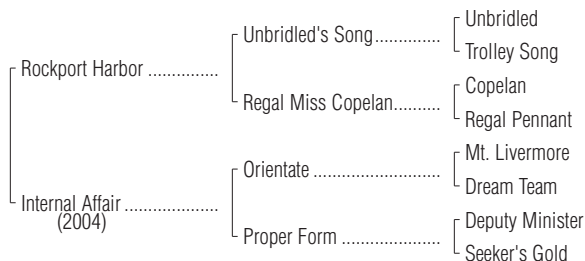 Unbridled
Unbridled's Song..............
Trolley Song
Rockport Harbor ...............
Copelan
Regal Miss Copelan..........
Regal Pennant
Mt. Livermore
Orientate ...........................
Dream Team
Internal Affair ....................
(2004)
Deputy Minister
Proper Form .....................
Seeker's Gold